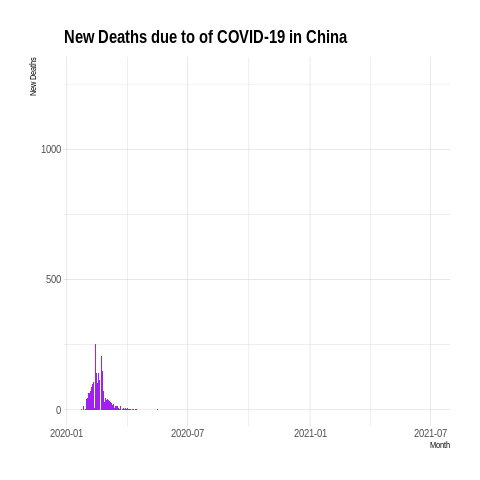 New Deaths due to of COVID-19 in China
New Deaths
1000
500
0
2020-01 2020-07 2021-01 2021-07
Month